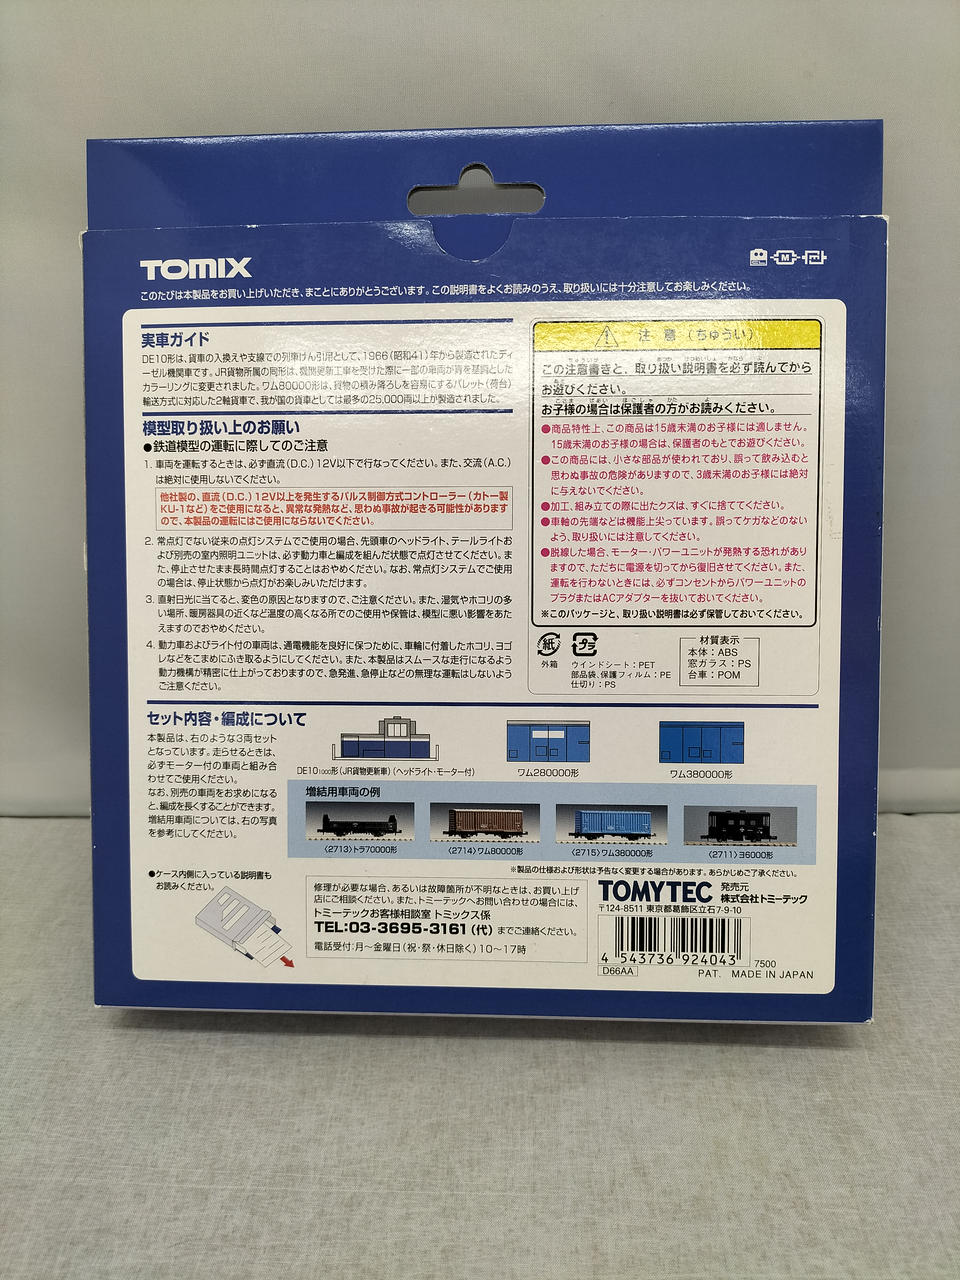 TOMIX
このたびは本製品をお買い上げいただき、まことにありがとうございます。この説明書をよくお読みのうえ、取り扱いには十分注意してお楽しみください。
実車ガイド
DE10形は、貨車の入換えや支線での列車けん引用として、1966(昭和41)年から製造されたディ
ーゼル機関車です。JR貨物所属の同形は、機関更新工事を受けた際に一部の車両が青を基調とした
カラーリングに変更されました。ワム80000形は、貨物の積み降ろしを容易にするパレット(荷台)
輸送方式に対応した2軸貨車で、我が国の貨車としては最多の25,000両以上が製造されました。
模型取り扱い上のお願い
●鉄道模型の運転に際してのご注意
1. 車両を運転するときは、必ず直流(D.C.)12V以下で行なってください。また、交流(A.C.)
は絶対に使用しないでください。
他社製の、直流(D.C.)12V以上を発生するパルス制御方式コントローラー(カトー製
KU-1など)をご使用になると、異常な発熱など、思わぬ事故が起きる可能性があります
ので、本製品の運転にはご使用にならないでください。
2. 常点灯でない従来の点灯システムでご使用の場合、先頭車のヘッドライト、テールライトお
よび別売の室内照明ユニットは、必ず動力車と編成を組んだ状態で点灯させてください。ま
た、停止させたまま長時間点灯することはおやめください。なお、常点灯システムでご使用
の場合は、停止状態から点灯がお楽しみいただけます。
3. 直射日光に当てると、変色の原因となりますので、ご注意ください。また、湿気やホコリの多
い場所、暖房器具の近くなど温度の高くなる所でのご使用や保管は、模型に悪い影響をあた
えますのでおやめください。
4. 動力車およびライト付の車両は、通電機能を良好に保つために、車輪に付着したホコリ、ヨゴ
レなどをこまめにふき取るようにしてください。また、本製品はスムースな走行になるよう
動力機構が精密に仕上がっておりますので、急発進、急停止などの無理な運転はしないよう
ご注意ください。
注意(ちゅうい)
この注意書きと、取り扱い説明書を必ず読んでから
お遊びください。
お子様の場合は保護者の方がお読みください。
●商品特性上、この商品は15歳未満のお子様には適しません。
15歳未満のお子様の場合は、保護者のもとでお遊びください。
●この商品には、小さな部品が使われており、誤って飲み込むと
思わぬ事故の危険がありますので、3歳未満のお子様には絶対
に与えないでください。
●加工、組み立ての際に出たクズは、すぐに捨ててください。
●車軸の先端などは機能上尖っています。誤ってケガなどのない
よう、取り扱いには注意してください。
●脱線した場合、モーター・パワーユニットが発熱する恐れがあり
ますので、ただちに電源を切ってから復旧させてください。また、
運転を行わないときには、必ずコンセントからパワーユニットの
プラグまたはACアダプターを抜いておいてください。
※このパッケージと、取り扱い説明書は必ず保管しておいてください。
紙
外箱
プラ
ウインドシート:PET
部品袋、保護フィルム:PE
仕切り:PS
材質表示
本体:ABS
窓ガラス:PS
台車:POM
セット内容・編成について
本製品は、右のような3両セット
となっています。走らせるときは、
必ずモーター付の車両と組み合
わせてご使用ください。
なお、別売の車両をお求めになる
と、編成を長くすることができます。
増結用車両については、右の写真
を参考にしてください。
DE101000形(JR貨物更新車)(ヘッドライト・モーター付)
ワム280000形
ワム380000形
増結用車両の例
〈2713〉トラ70000形
〈2714〉ワム80000形
〈2715〉ワム380000形
〈2711〉ヨ6000形
※製品の仕様および形状は予告なく変更する場合があります。あらかじめご了承ください。
●ケース内側に入っている説明書も
お読みください。
修理が必要な場合、あるいは故障箇所が不明なときは、お買い上げ
店にご相談ください。また、トミーテックへお問い合わせの場合には、
トミーテックお客様相談室 トミックス係
TEL:03-3695-3161(代)までご連絡ください。
電話受付:月〜金曜日(祝・祭・休日除く)10〜17時
TOMYTEC 発売元
株式会社トミーテック
〒124-8511 東京都葛飾区立石7-9-10
4 543736 924043
7500
D66AA
PAT. MADE IN JAPAN